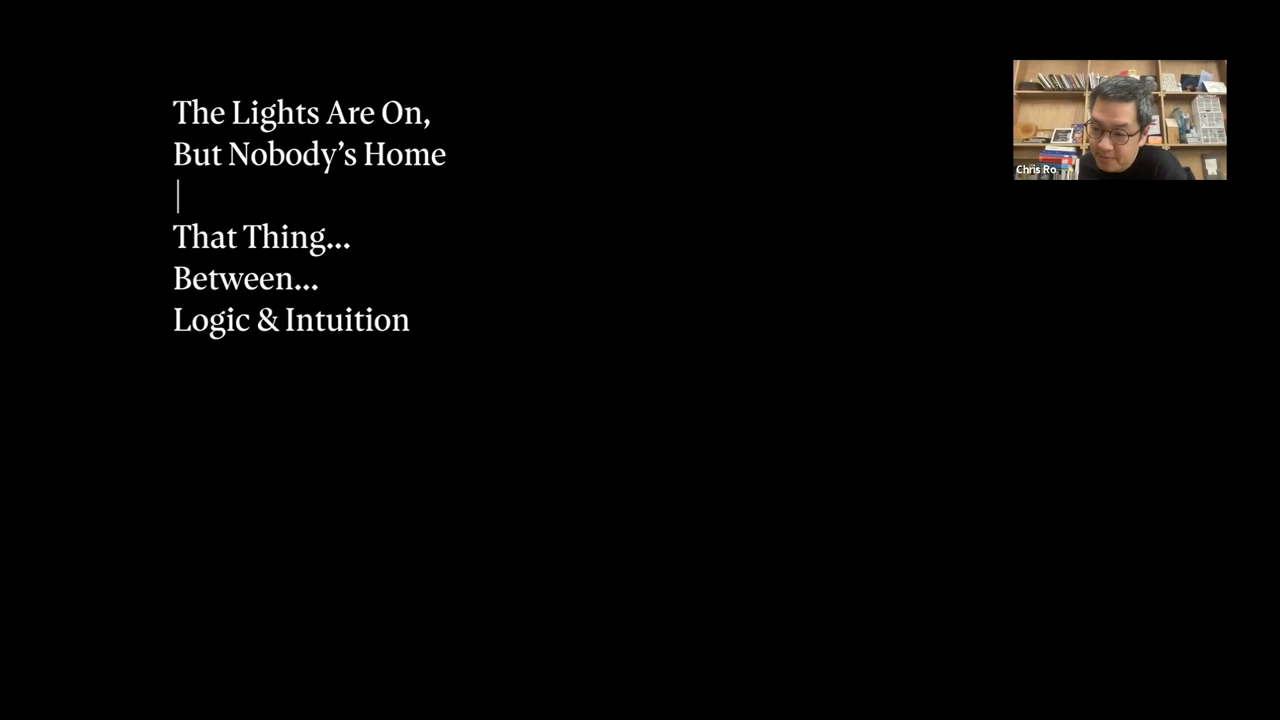 The Lights Are On,
But Nobody’s Home
|
That Thing...
Between...
Logic & Intuition
Chris Ro